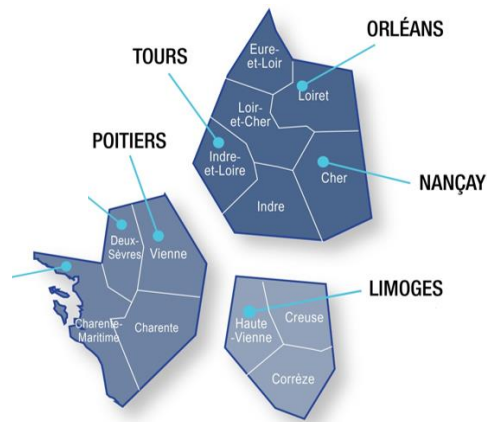 ORLÉANS
Eure-
et-Loir
TOURS
Loiret
Loir-
et-Cher
POITIERS
Indre-
et-Loire
Cher
NANÇAY
Indre
Deux-
Sèvres
Vienne
LIMOGES
Charente-
Maritime
Charente
Haute
-Vienne
Creuse
Corrèze